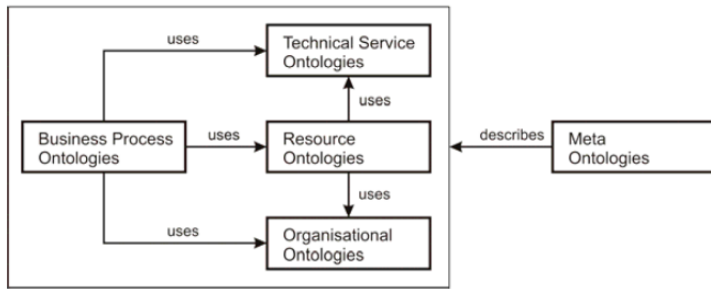 uses
Technical Service
Ontologies
uses
Business Process
Ontologies
uses
Resource
Ontologies
describes
Meta
Ontologies
uses
uses
Organisational
Ontologies